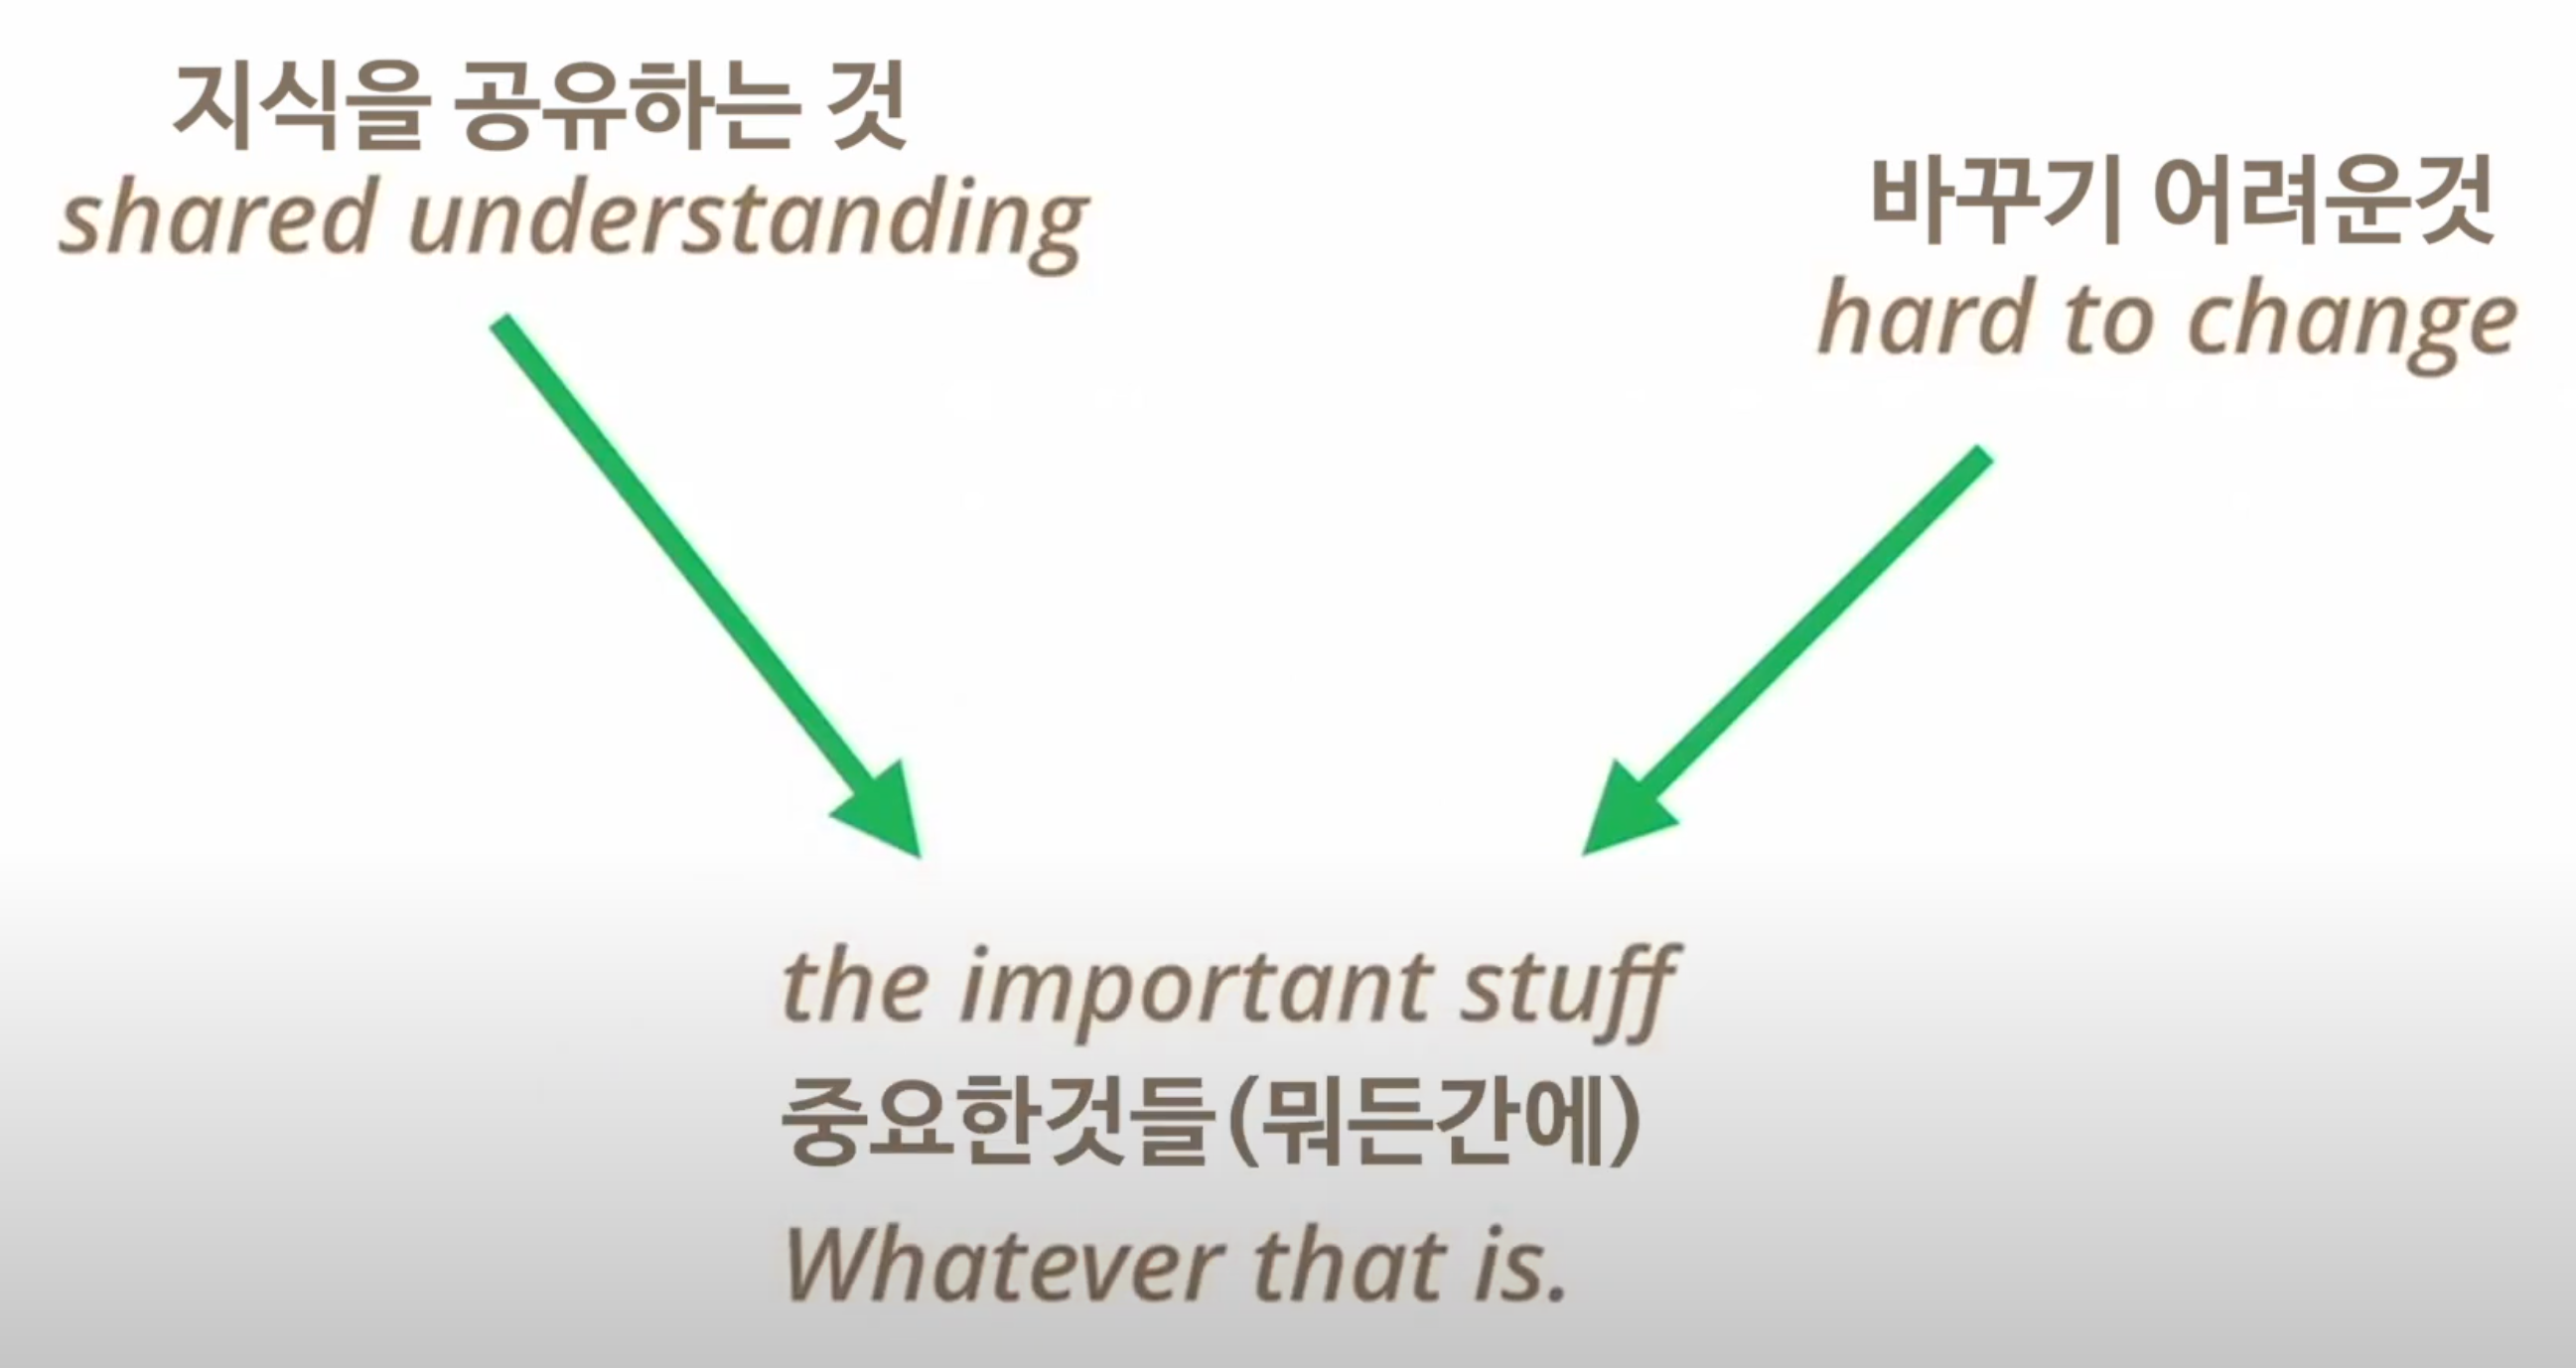 지식을 공유하는 것
shared understanding
바꾸기 어려운것
hard to change
the important stuff
중요한것들(뭐든간에)
Whatever that is.